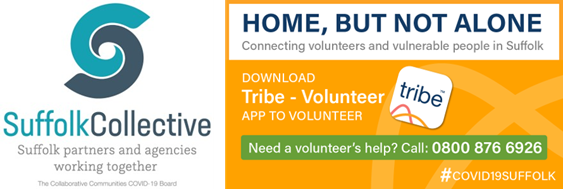 SuffolkCollective
Suffolk partners and agencies
working together
The Collaborative Communities COVID-19 Board
HOME, BUT NOT ALONE
Connecting volunteers and vulnerable people in Suffolk
DOWNLOAD
Tribe - Volunteer
APP TO VOLUNTEER
tribe™
Need a volunteer's help? Call: 0800 876 6926
#COVID19SUFFOLK